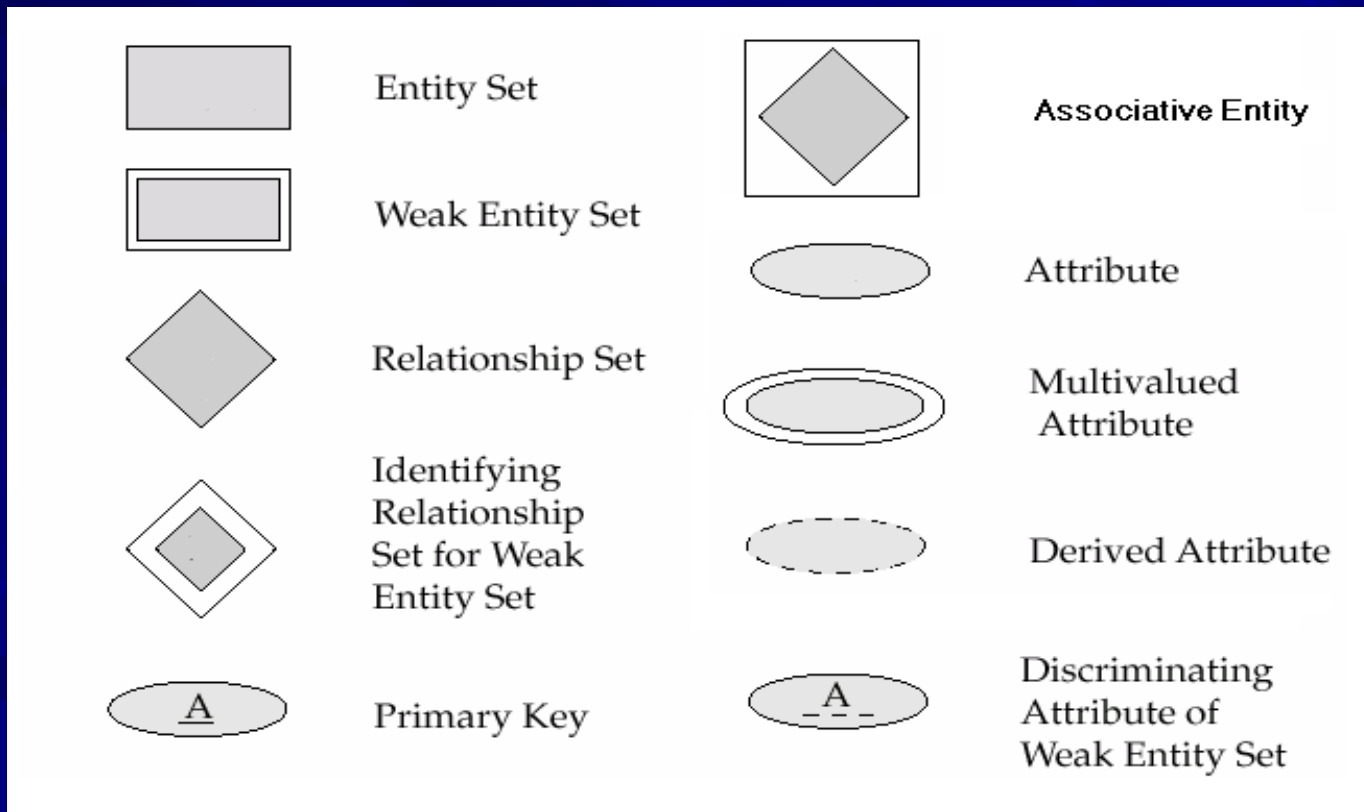 Entity Set
Weak Entity Set
Relationship Set
Identifying
Relationship
Set for Weak
Entity Set
A
Primary Key
Associative Entity
Attribute
Multivalued
Attribute
Derived Attribute
A
Discriminating
Attribute of
Weak Entity Set